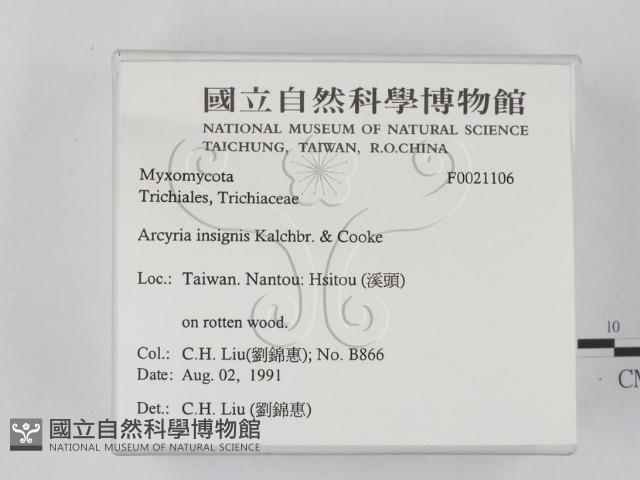 國立自然科學博物館
NATIONAL MUSEUM OF NATURAL SCIENCE
TAICHUNG, TAIWAN, R.O.CHINA
Myxomycota F0021106
Trichiales, Trichiaceae
Arcyria insignis Kalchbr. & Cooke
Loc.: Taiwan. Nantou: Hsitou (溪頭)
on rotten wood.
Col.: C.H. Liu(劉錦惠); No. B866
Date: Aug. 02, 1991
Det.: C.H. Liu (劉錦惠)
國立自然科學博物館
NATIONAL MUSEUM OF NATURAL SCIENCE
10
CM